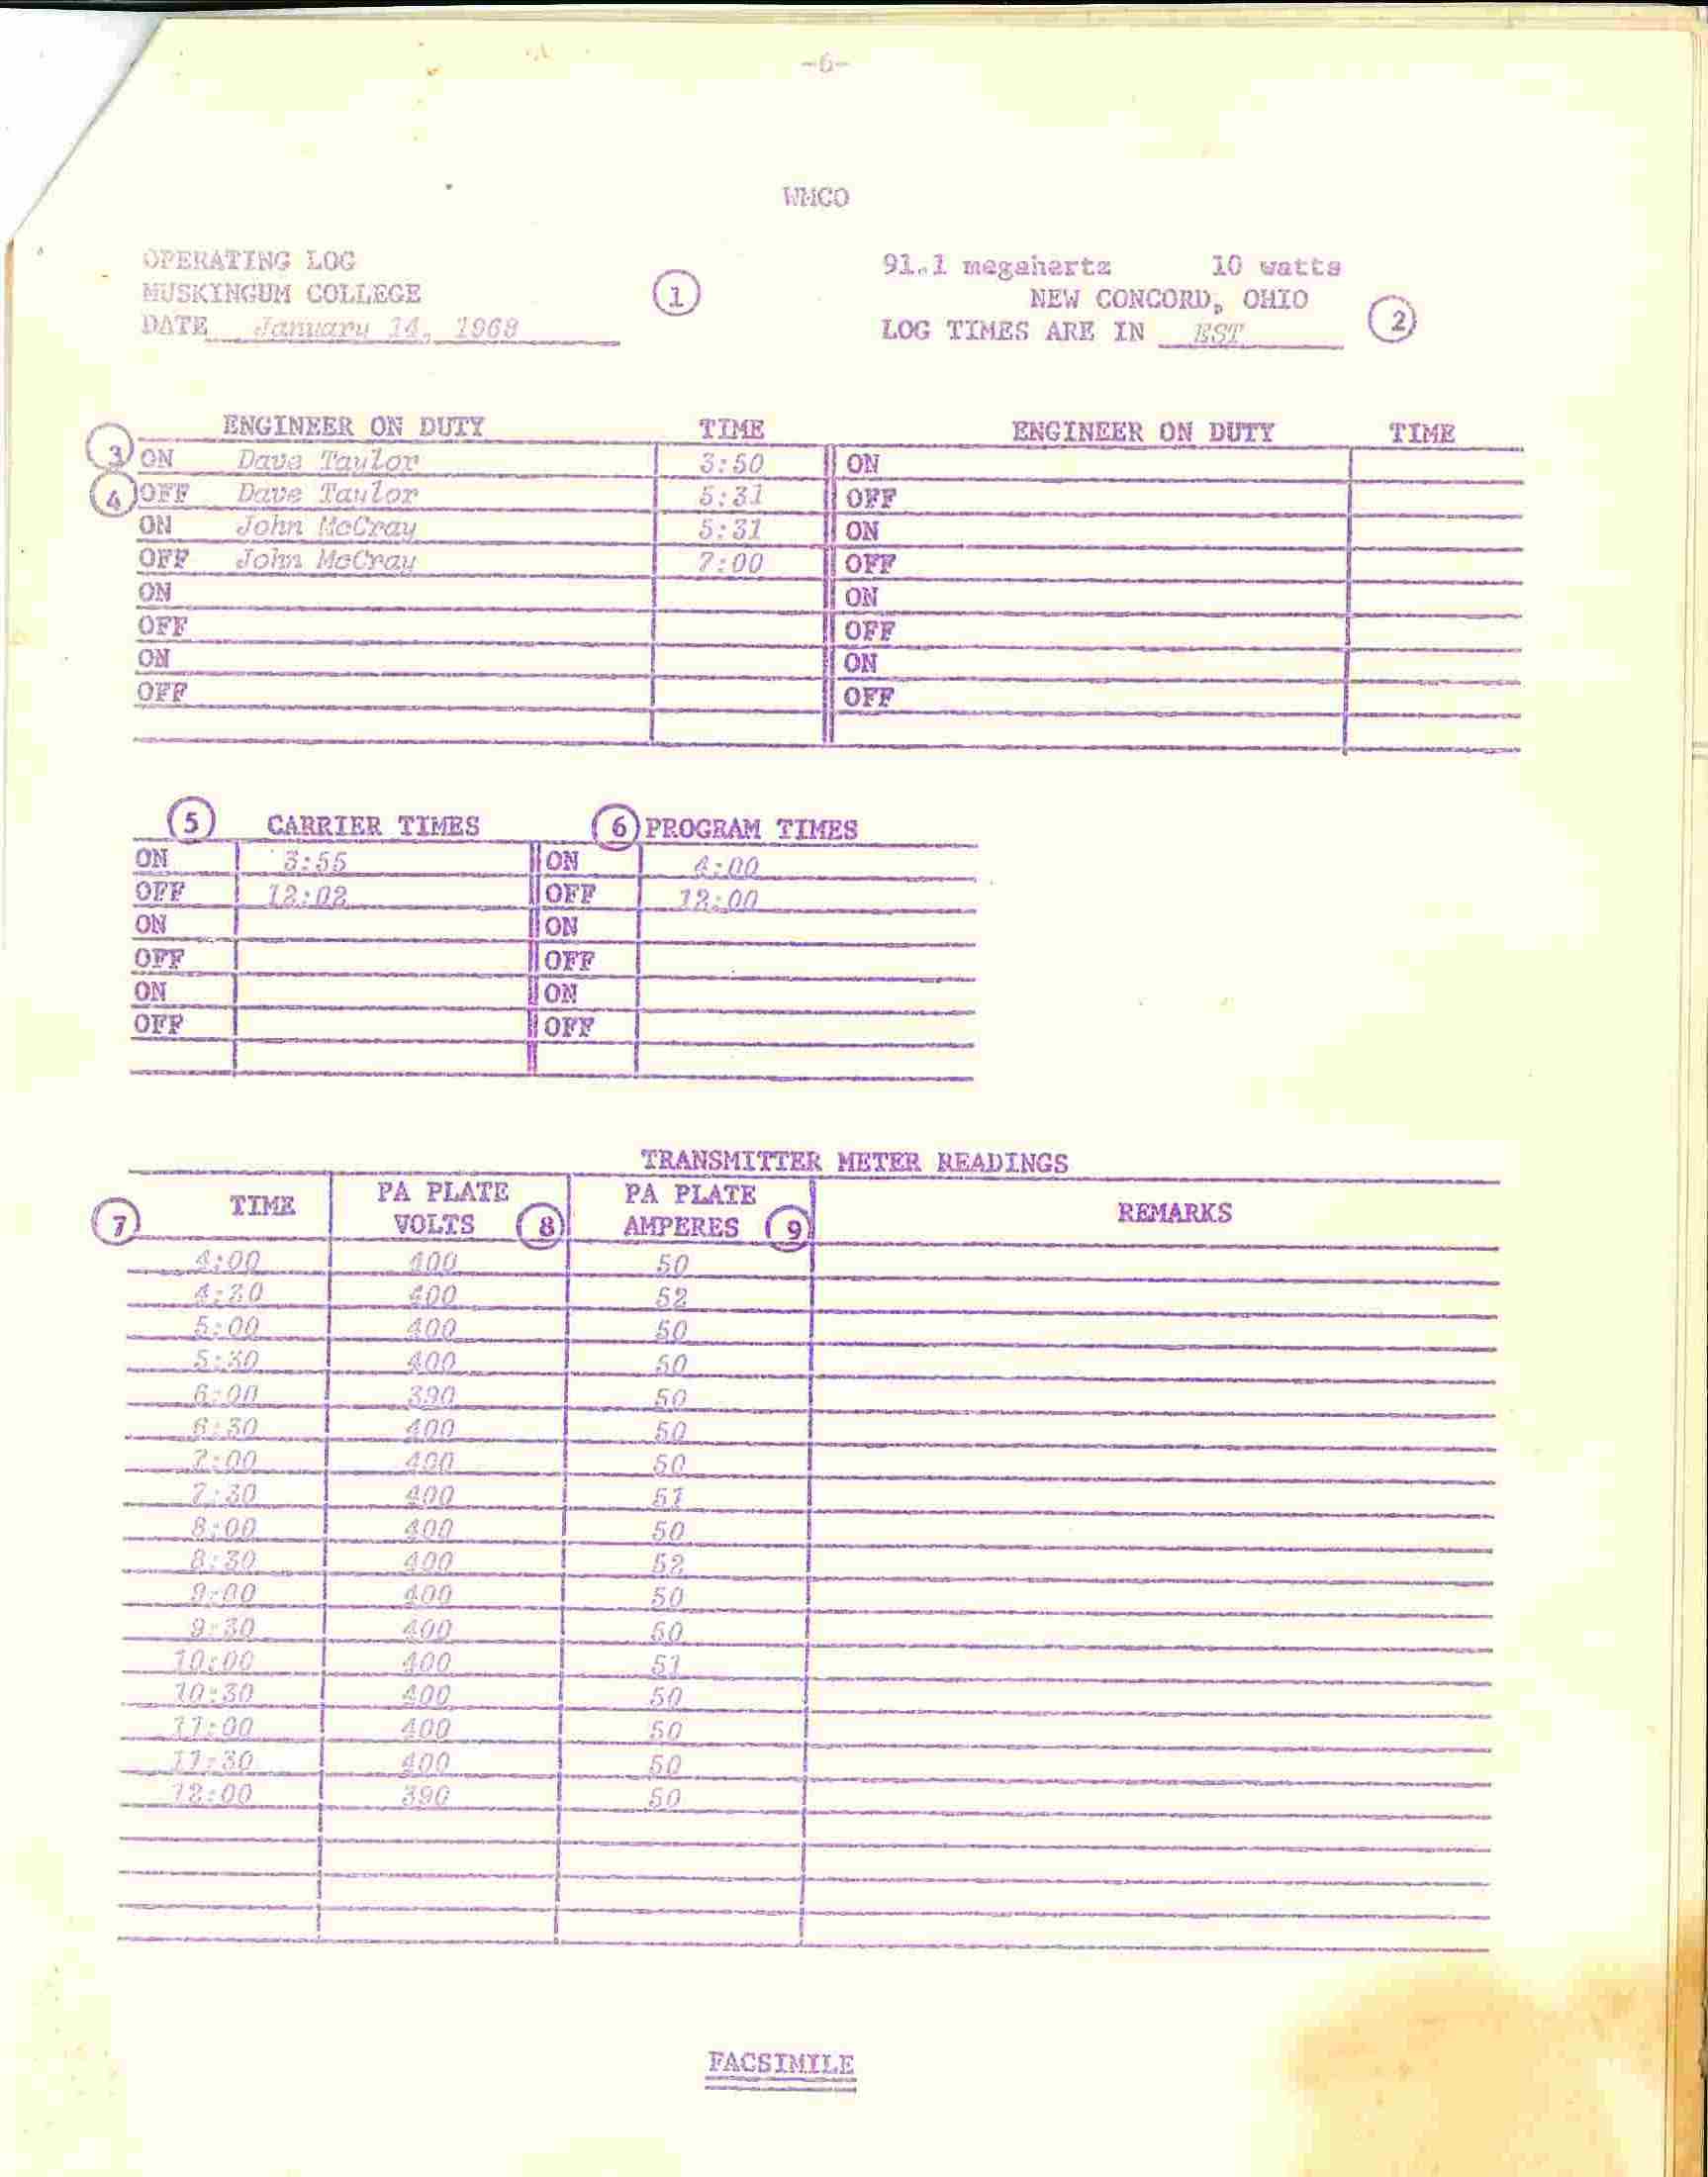 -6-
WMCO
OPERATING LOG 91.1 megahertz 10 watts
MUSKINGUM COLLEGE 1 NEW CONCORD, OHIO
DATE January 14, 1968 LOG TIMES ARE IN EST 2
ENGINEER ON DUTY TIME ENGINEER ON DUTY TIME
3 ON Dave Taylor 3:50 ON
4 OFF Dave Taylor 5:31 OFF
ON John McCray 5:31 ON
OFF John McCray 7:00 OFF
ON ON
OFF OFF
ON ON
OFF OFF
5 CARRIER TIMES 6 PROGRAM TIMES
ON 3:55 ON 4:00
OFF 12:02 OFF 12:00
ON ON
OFF OFF
ON ON
OFF OFF
TRANSMITTER METER READINGS
7 TIME PA PLATE VOLTS 8 PA PLATE AMPERES 9 REMARKS
4:00 400 50
4:30 400 52
5:00 400 50
5:30 400 50
6:00 390 50
6:30 400 50
7:00 400 50
7:30 400 51
8:00 400 50
8:30 400 52
9:00 400 50
9:30 400 50
10:00 400 51
10:30 400 50
11:00 400 50
11:30 400 50
12:00 390 50
FACSIMILE